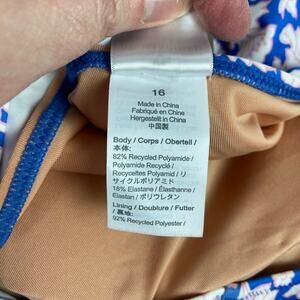 16
Made in China
Fabriqué en Chine
Hergestellt in China
中国製
Body / Corps / Oberteil /
本体:
82% Recycled Polyamide /
Polyamide Recyclé /
Recyceltes Polyamid / リ
サイクルポリアミド
18% Elastane / Élasthanne /
Elastan / ポリウレタン
Lining / Doublure / Futter
/ 裏地:
92% Recycled Polyester /